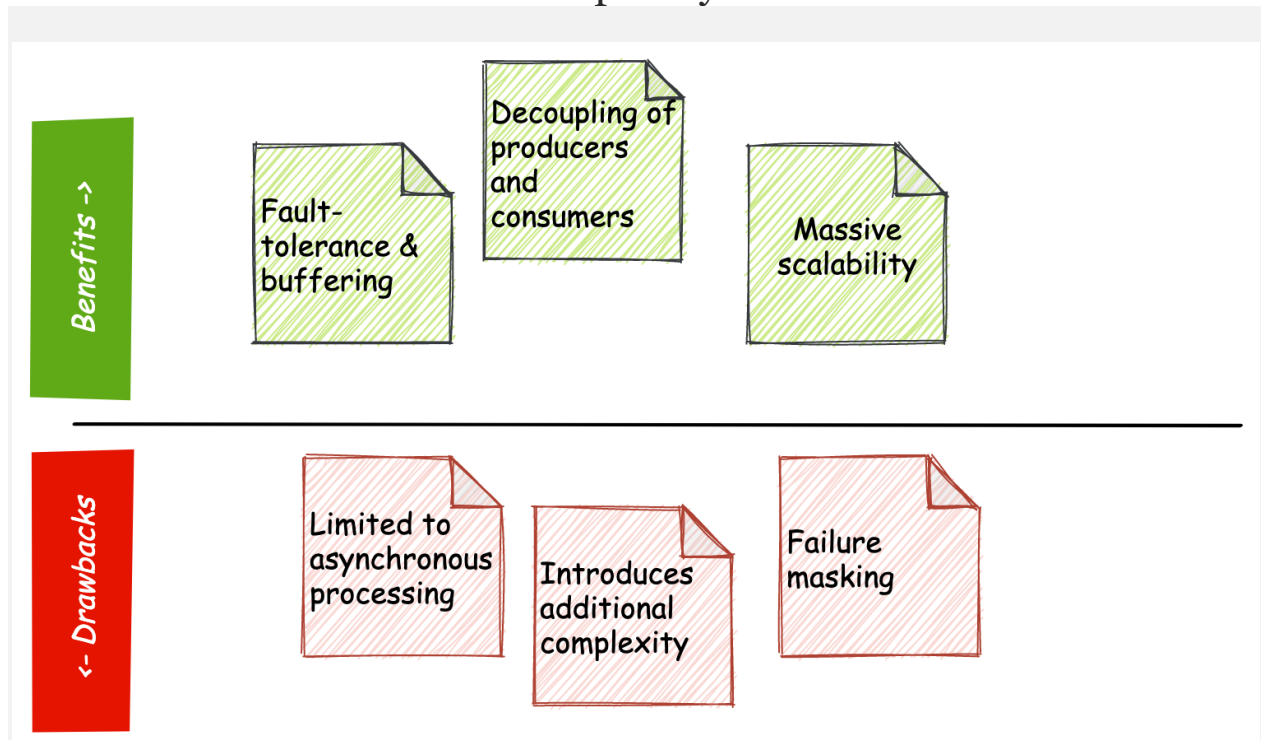 Benefits ->
Fault-
tolerance &
buffering
Decoupling of
producers
and
consumers
Massive
scalability
<- Drawbacks
Limited to
asynchronous
processing
Introduces
additional
complexity
Failure
masking